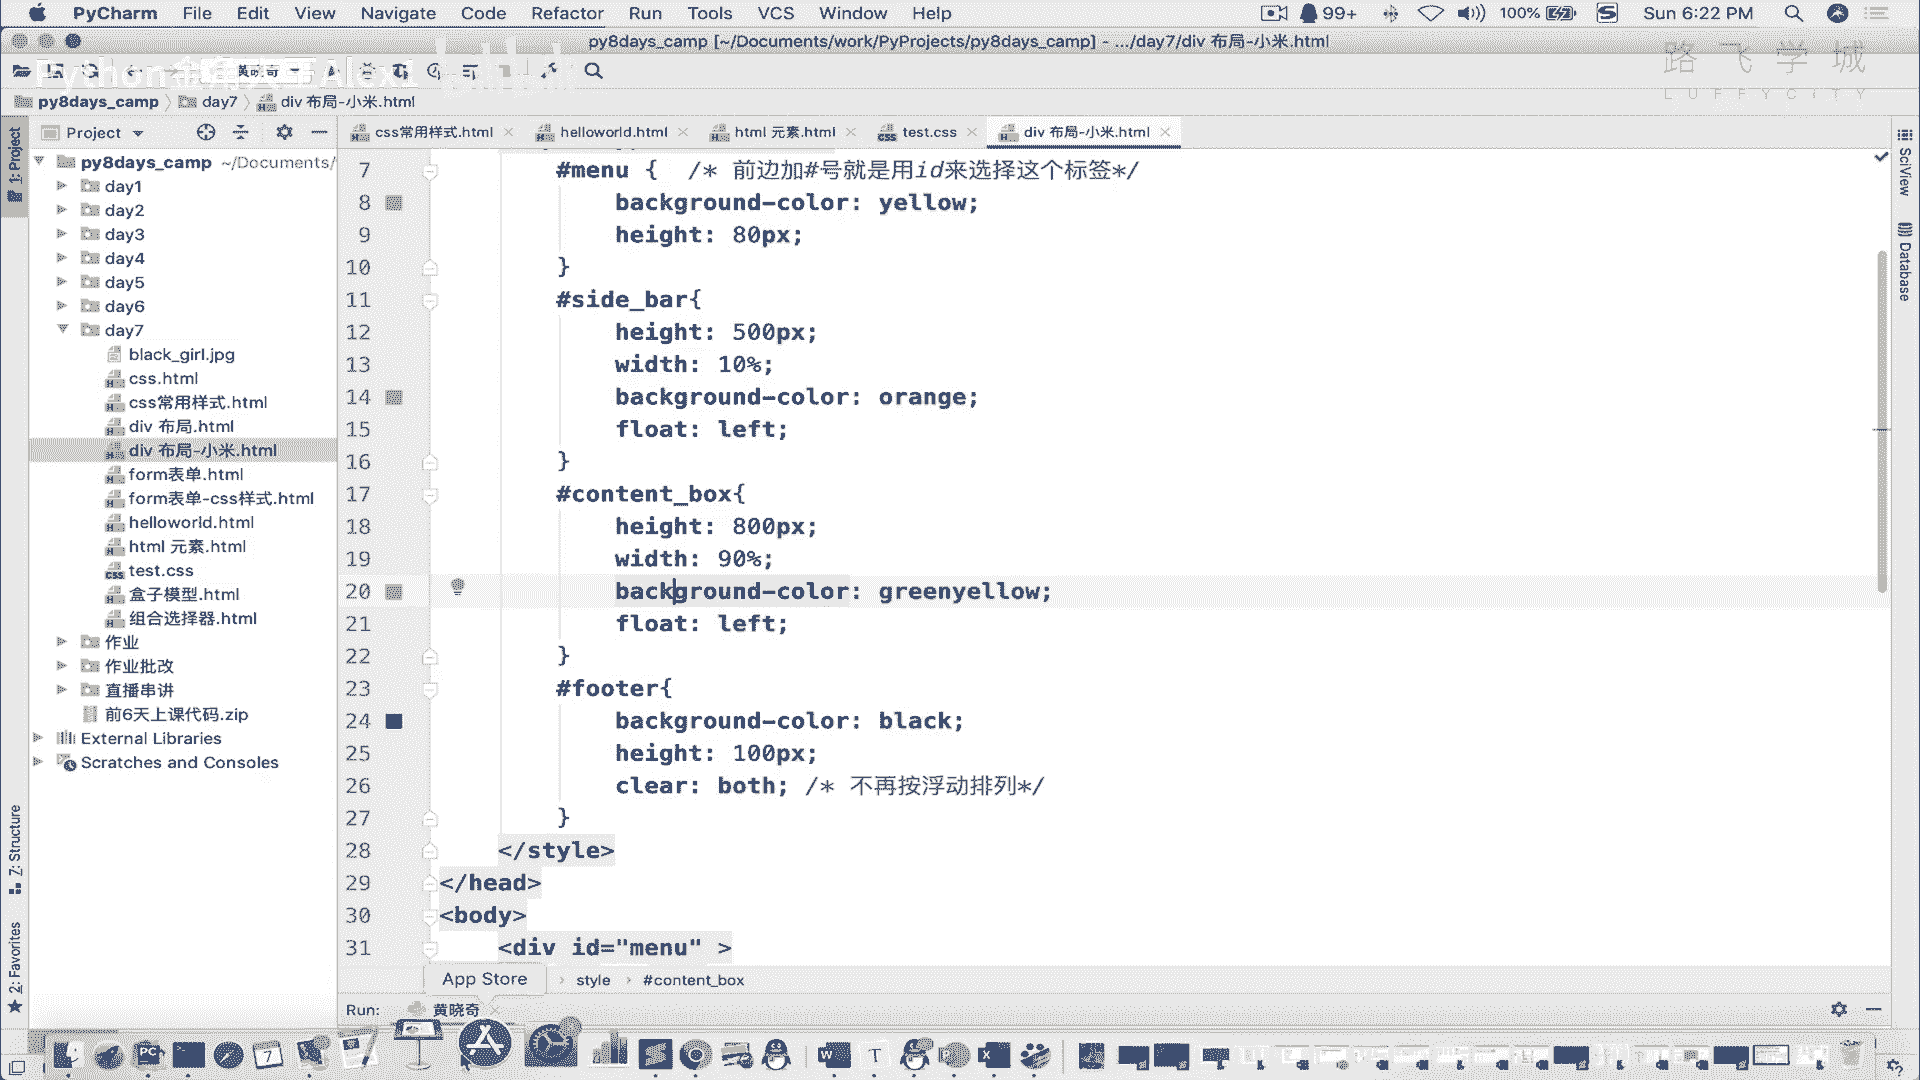 PyCharm File Edit View Navigate Code Refactor Run Tools VCS Window Help 99+ 100% Sun 6:22 PM
py8days_camp [~/Documents/work/PyProjects/py8days_camp] - .../day7/div 布局-小米.html
路飞学城
LUFFYCITY
黄晓奇
py8days_camp day7 div 布局-小米.html
1: Project
Project
css常用样式.html
helloworld.html
html 元素.html
test.css
div 布局-小米.html
SciView
Database
py8days_camp ~/Documents/
day1
day2
day3
day4
day5
day6
day7
black_girl.jpg
css.html
css常用样式.html
div 布局.html
div 布局-小米.html
form表单.html
form表单-css样式.html
helloworld.html
html 元素.html
test.css
盒子模型.html
组合选择器.html
作业
作业批改
直播串讲
前6天上课代码.zip
External Libraries
Scratches and Consoles
7: Structure
2: Favorites
7 #menu { /* 前边加#号就是用id来选择这个标签*/
8 background-color: yellow;
9 height: 80px;
10 }
11 #side_bar{
12 height: 500px;
13 width: 10%;
14 background-color: orange;
15 float: left;
16 }
17 #content_box{
18 height: 800px;
19 width: 90%;
20 background-color: greenyellow;
21 float: left;
22 }
23 #footer{
24 background-color: black;
25 height: 100px;
26 clear: both; /* 不再按浮动排列*/
27 }
28 </style>
29 </head>
30 <body>
31 <div id="menu" >
App Store › style › #content_box
Run: 黄晓奇